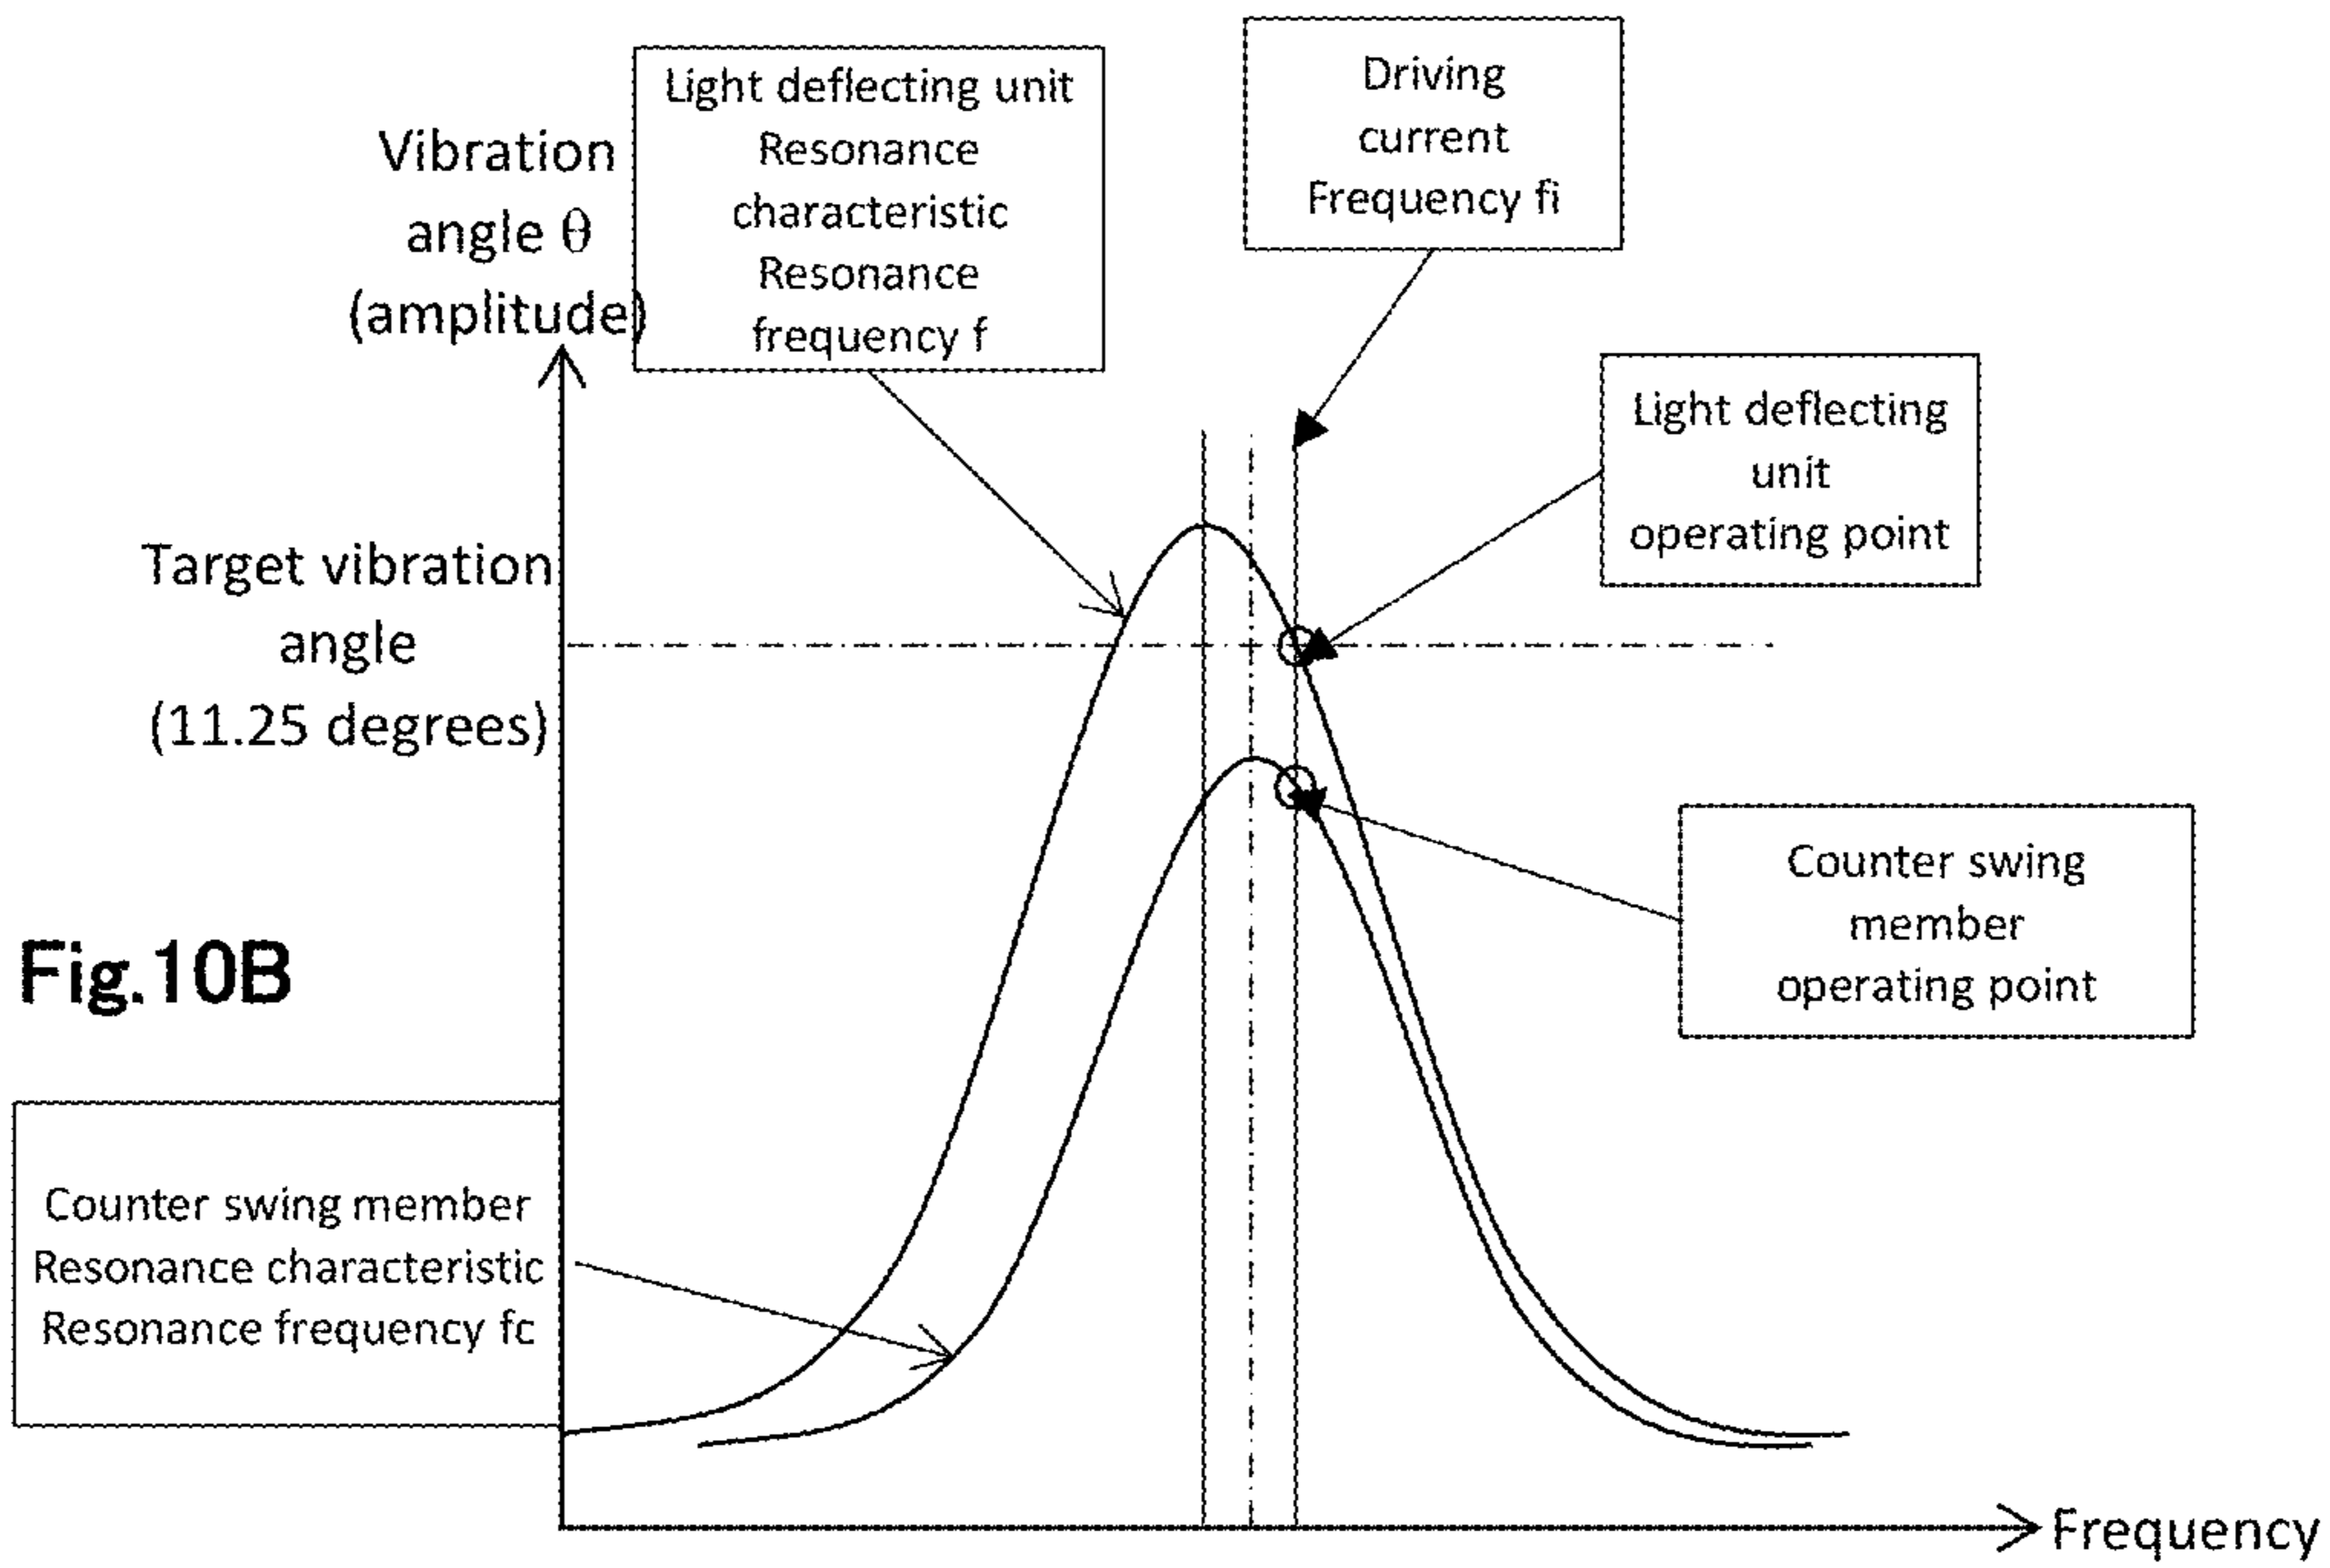 Light deflecting unit
Resonance
characteristic
Resonance
frequency f
Driving
current
Frequency fi
Vibration
angle θ
(amplitude)
Light deflecting
unit
operating point
Target vibration
angle
(11.25 degrees)
Counter swing
member
operating point
Fig.10B
Counter swing member
Resonance characteristic
Resonance frequency fc
Frequency